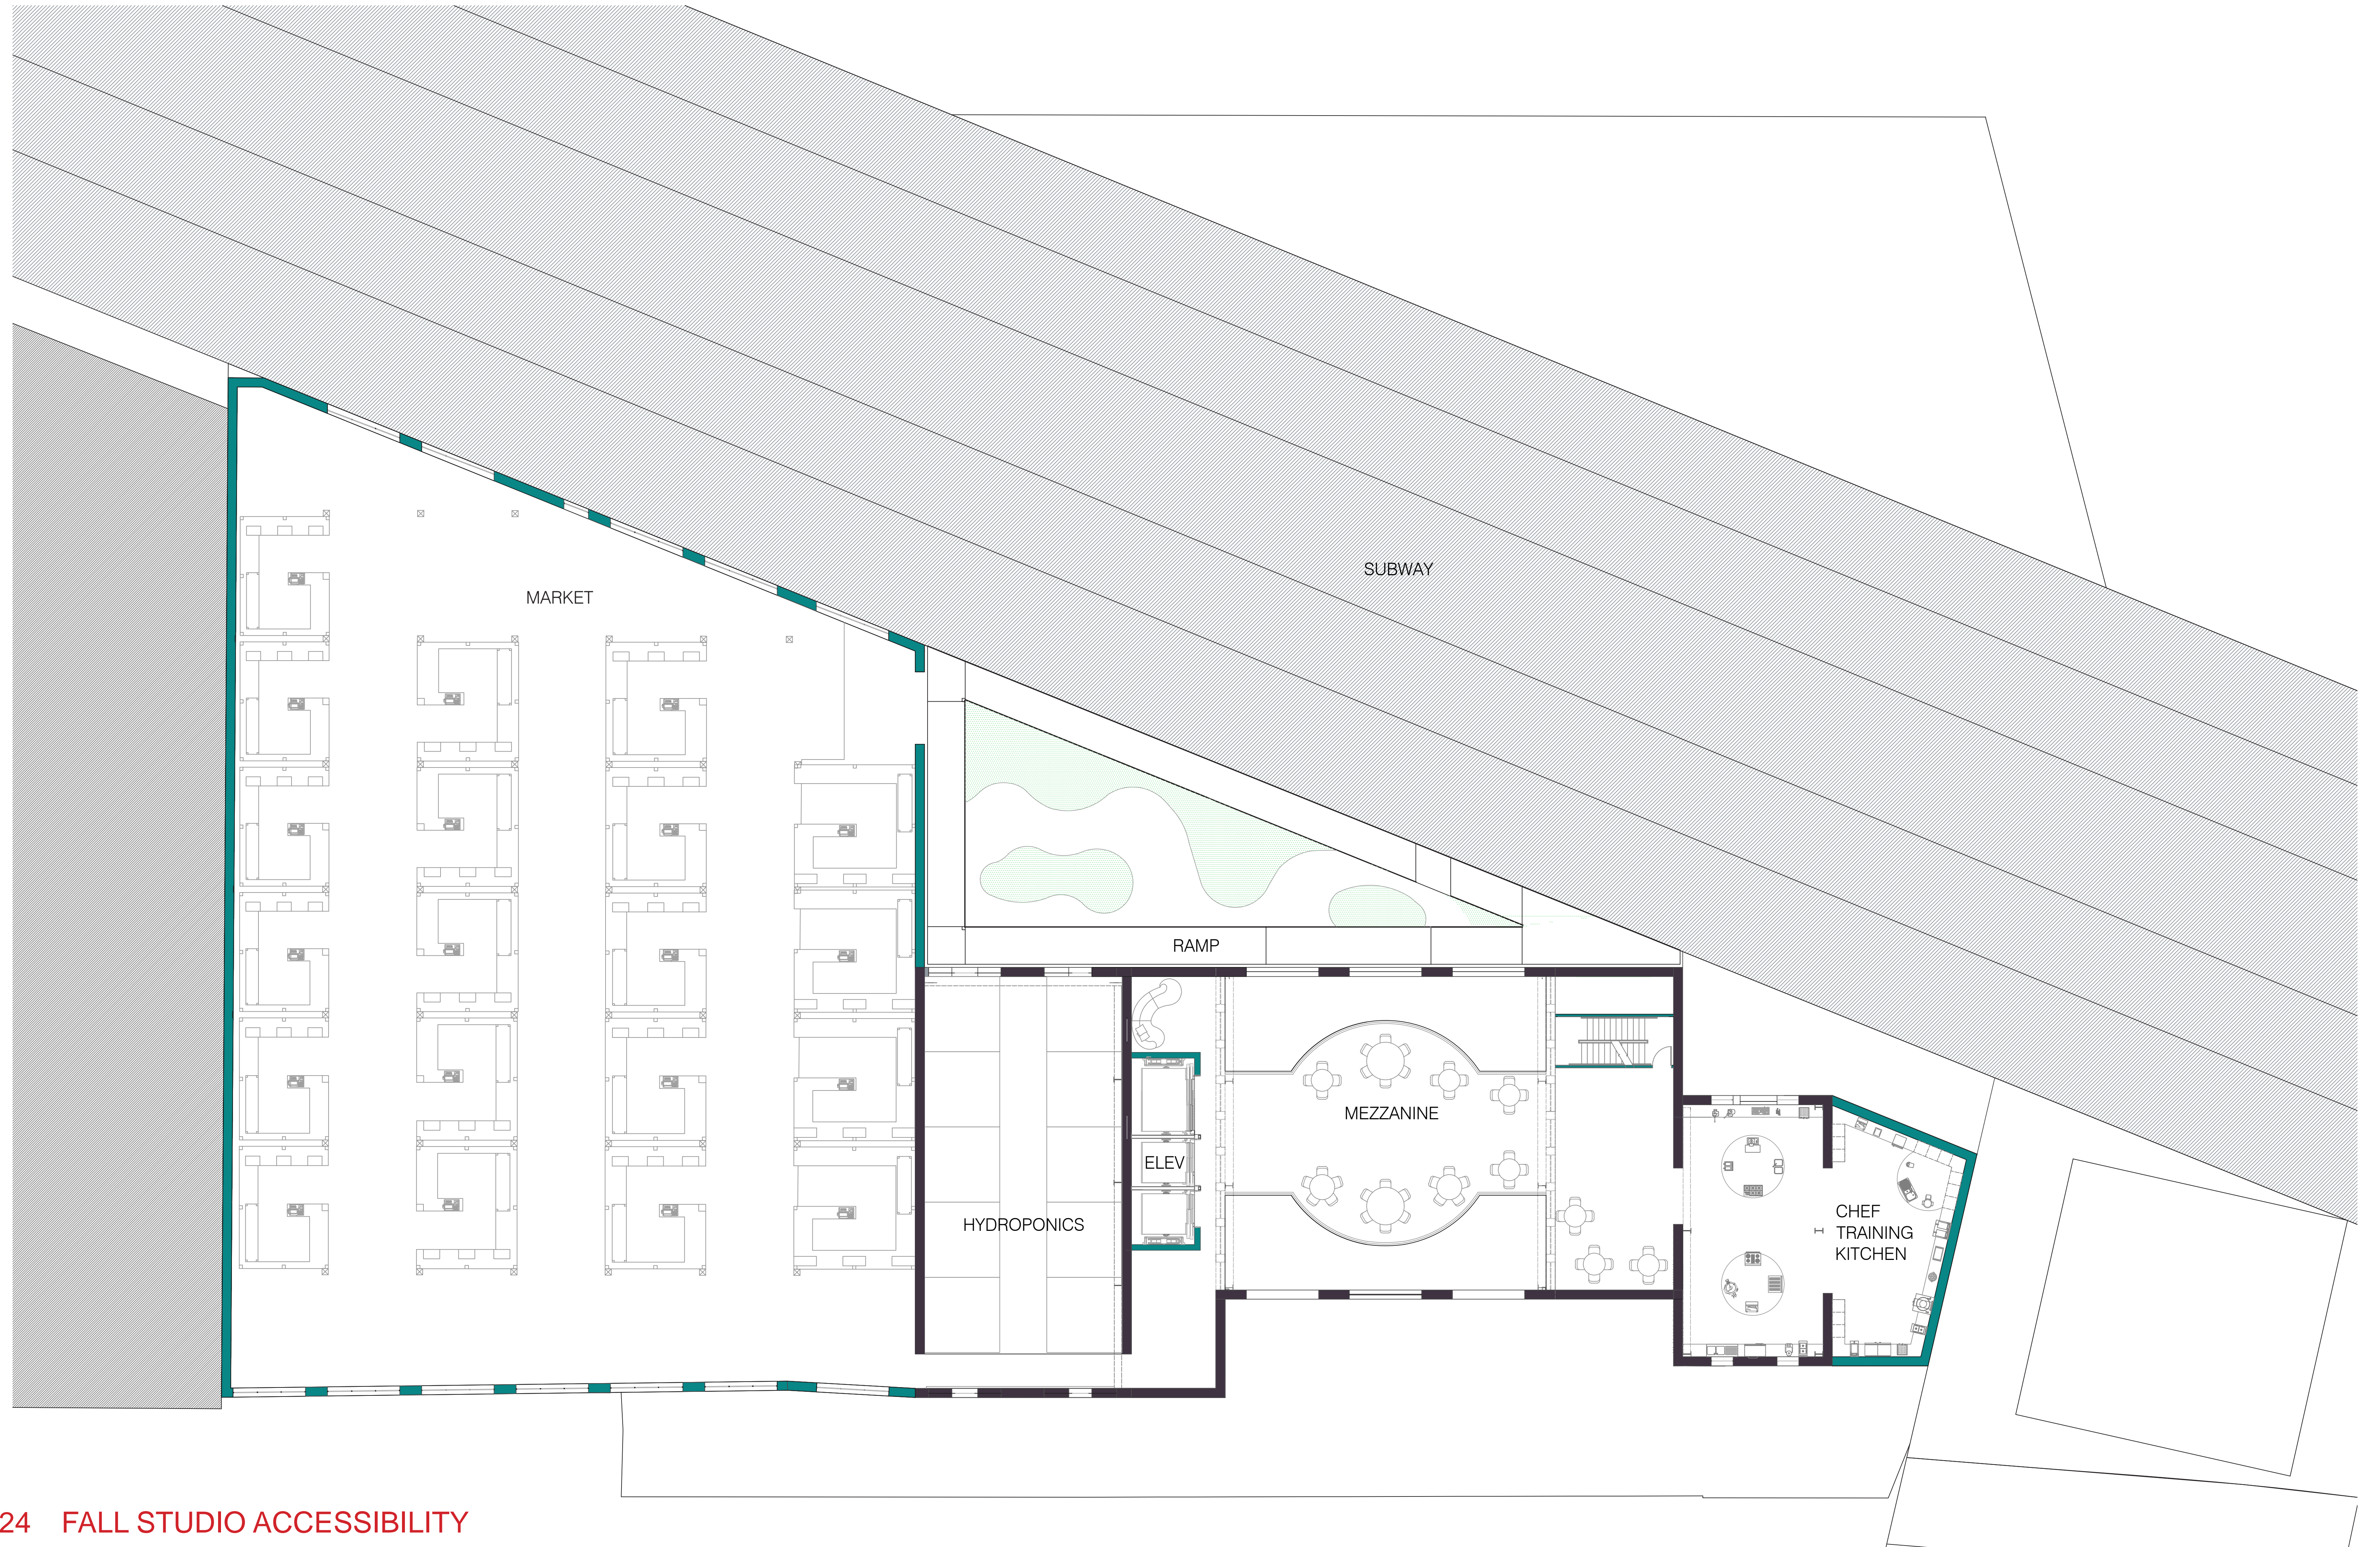 SUBWAY
MARKET
RAMP
MEZZANINE
ELEV
HYDROPONICS
CHEF
TRAINING
KITCHEN
24 FALL STUDIO ACCESSIBILITY